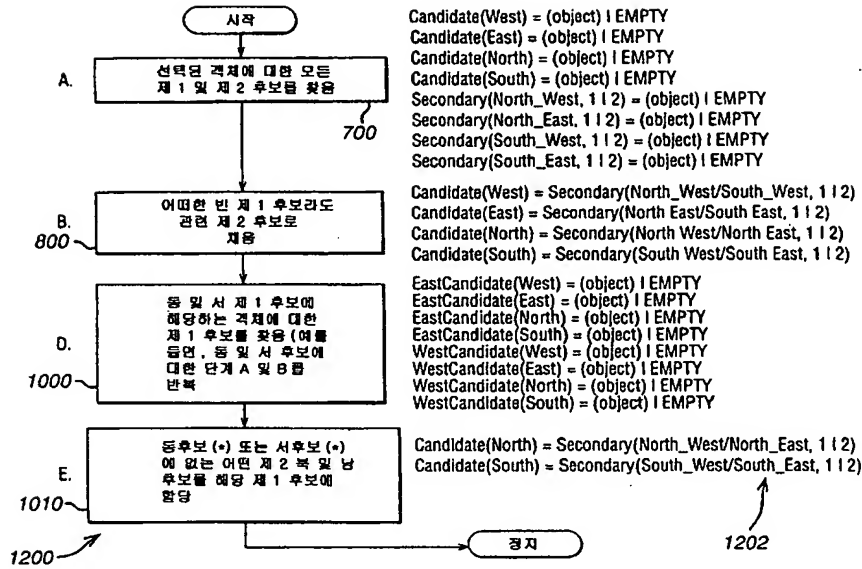 시작
Candidate(West) = (object) | EMPTY
Candidate(East) = (object) | EMPTY
Candidate(North) = (object) | EMPTY
Candidate(South) = (object) | EMPTY
Secondary(North_West, 1 | 2) = (object) | EMPTY
Secondary(North_East, 1 | 2) = (object) | EMPTY
Secondary(South_West, 1 | 2) = (object) | EMPTY
Secondary(South_East, 1 | 2) = (object) | EMPTY
A.
선택된 객체에 대한 모든
제 1 및 제 2 후보를 찾음
700
B.
800
어떠한 빈 제 1 후보라도
관련 제 2 후보로
채움
Candidate(West) = Secondary(North_West/South_West, 1 | 2)
Candidate(East) = Secondary(North East/South East, 1 | 2)
Candidate(North) = Secondary(North West/North East, 1 | 2)
Candidate(South) = Secondary(South West/South East, 1 | 2)
D.
1000
동 및 서 제 1 후보에
해당하는 객체에 대한
제 1 후보를 찾음 (예를
들면, 동 및 서 후보에
대한 단계 A 및 B를
반복
EastCandidate(West) = (object) | EMPTY
EastCandidate(East) = (object) | EMPTY
EastCandidate(North) = (object) | EMPTY
EastCandidate(South) = (object) | EMPTY
WestCandidate(West) = (object) | EMPTY
WestCandidate(East) = (object) | EMPTY
WestCandidate(North) = (object) | EMPTY
WestCandidate(South) = (object) | EMPTY
E.
1010
동후보 (*) 또는 서후보 (*)
에 없는 어떤 제 2 북 및 남
후보를 해당 제 1 후보에
할당
Candidate(North) = Secondary(North_West/North_East, 1 | 2)
Candidate(South) = Secondary(South_West/South_East, 1 | 2)
1200
정지
1202